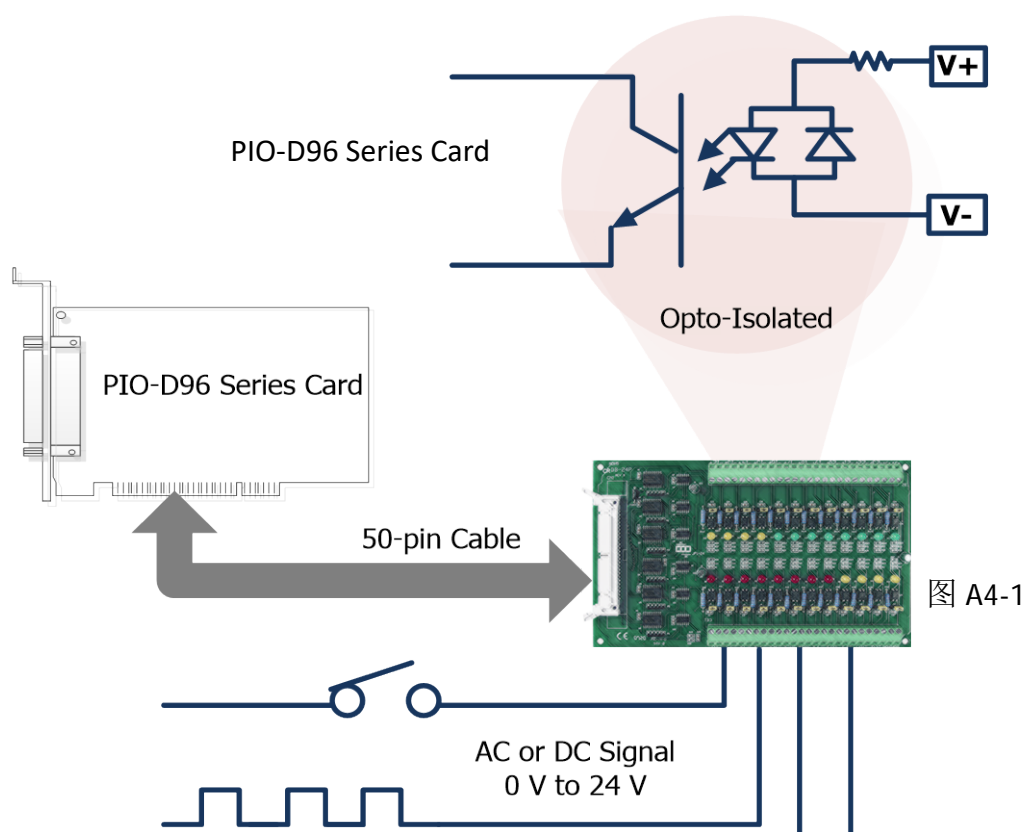 V+
PIO-D96 Series Card
V-
Opto-Isolated
PIO-D96 Series Card
50-pin Cable
图 A4-1
AC or DC Signal
0 V to 24 V